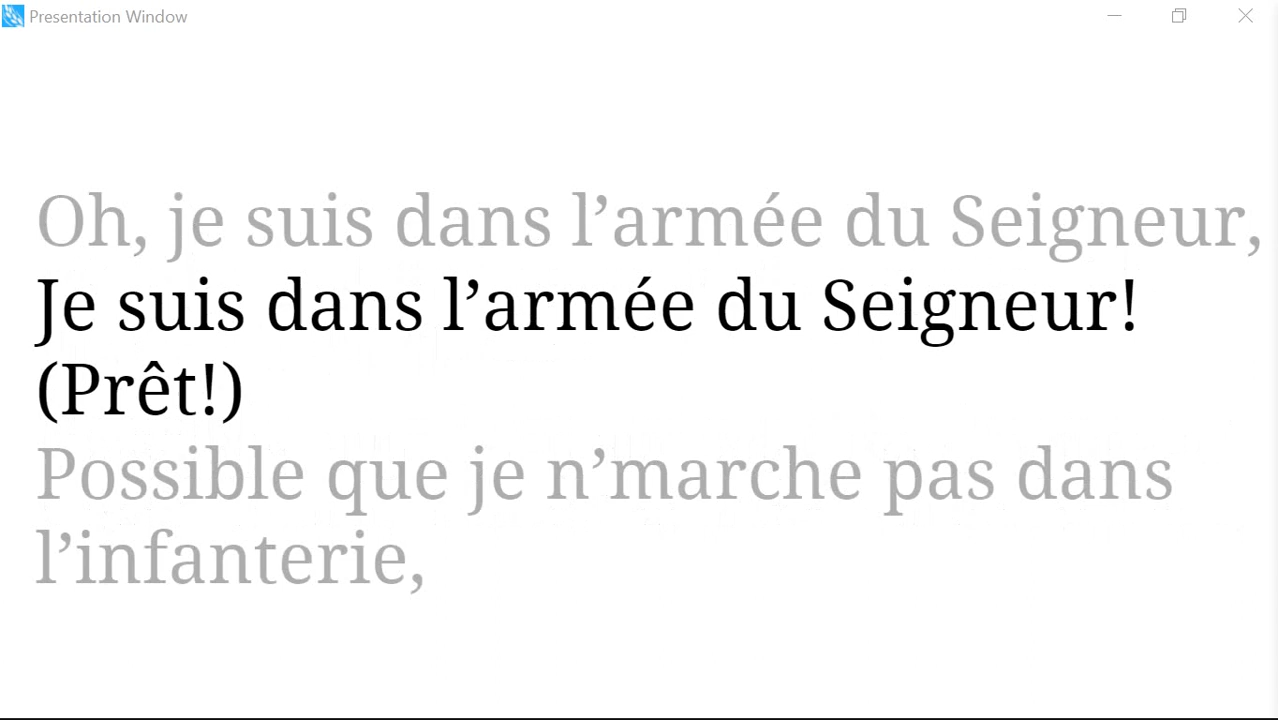 Presentation Window
Oh, je suis dans l’armée du Seigneur,
Je suis dans l’armée du Seigneur!
(Prêt!)
Possible que je n’marche pas dans
l’infanterie,